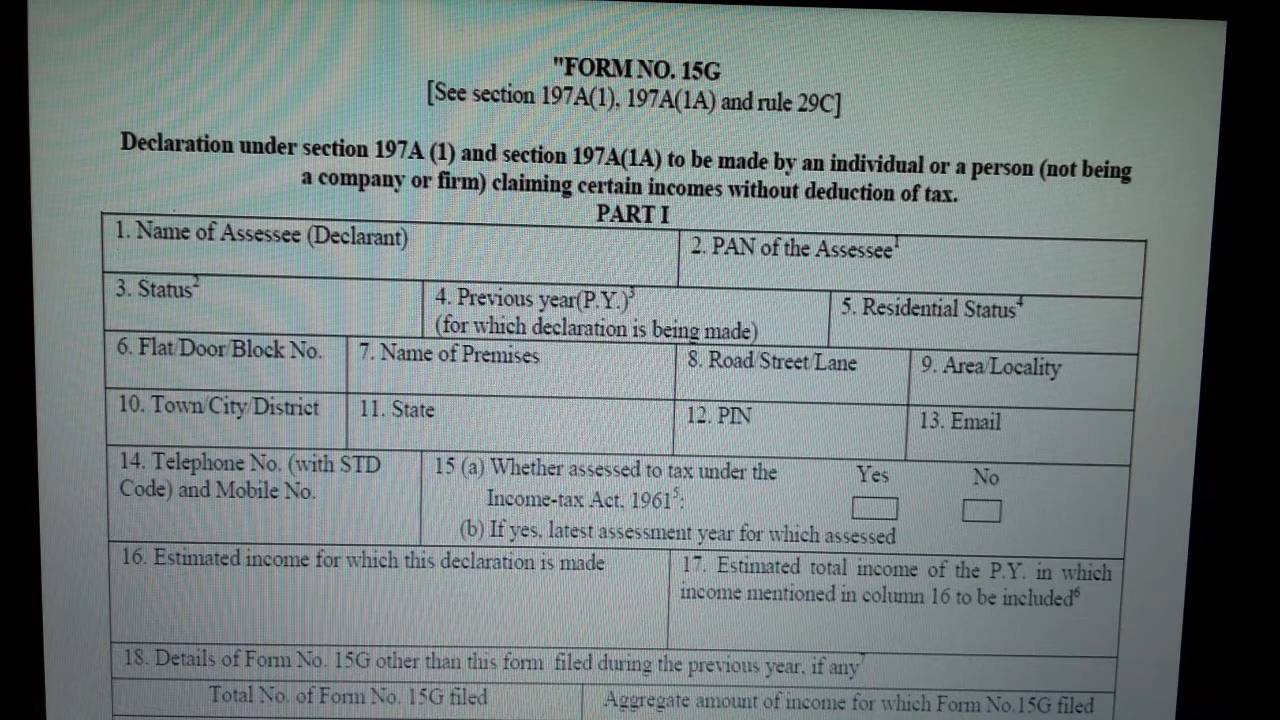 "FORM NO. 15G
[See section 197A(1), 197A(1A) and rule 29C]
Declaration under section 197A (1) and section 197A(1A) to be made by an individual or a person (not being
a company or firm) claiming certain incomes without deduction of tax.
PART I
1. Name of Assessee (Declarant)
2. PAN of the Assessee1
3. Status2
4. Previous year(P.Y.)3
(for which declaration is being made)
5. Residential Status4
6. Flat/Door/Block No.
7. Name of Premises
8. Road/Street/Lane
9. Area/Locality
10. Town/City/District
11. State
12. PIN
13. Email
14. Telephone No. (with STD
Code) and Mobile No.
15 (a) Whether assessed to tax under the
Income-tax Act, 19615:
Yes
No
(b) If yes, latest assessment year for which assessed
16. Estimated income for which this declaration is made
17. Estimated total income of the P.Y. in which
income mentioned in column 16 to be included6
18. Details of Form No. 15G other than this form filed during the previous year, if any7
Total No. of Form No. 15G filed
Aggregate amount of income for which Form No.15G filed